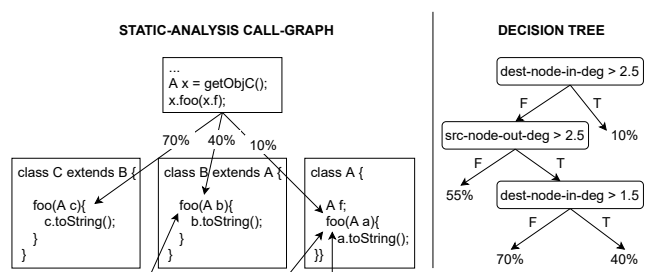 STATIC-ANALYSIS CALL-GRAPH
...
A x = getObjC();
x.foo(x.f);
70%
40%
10%
class C extends B {
foo(A c){
c.toString();
}
}
class B extends A {
foo(A b){
b.toString();
}
}
class A {
A f;
foo(A a){
a.toString();
}}
DECISION TREE
dest-node-in-deg > 2.5
F
T
src-node-out-deg > 2.5
10%
F
T
55%
dest-node-in-deg > 1.5
F
T
70%
40%